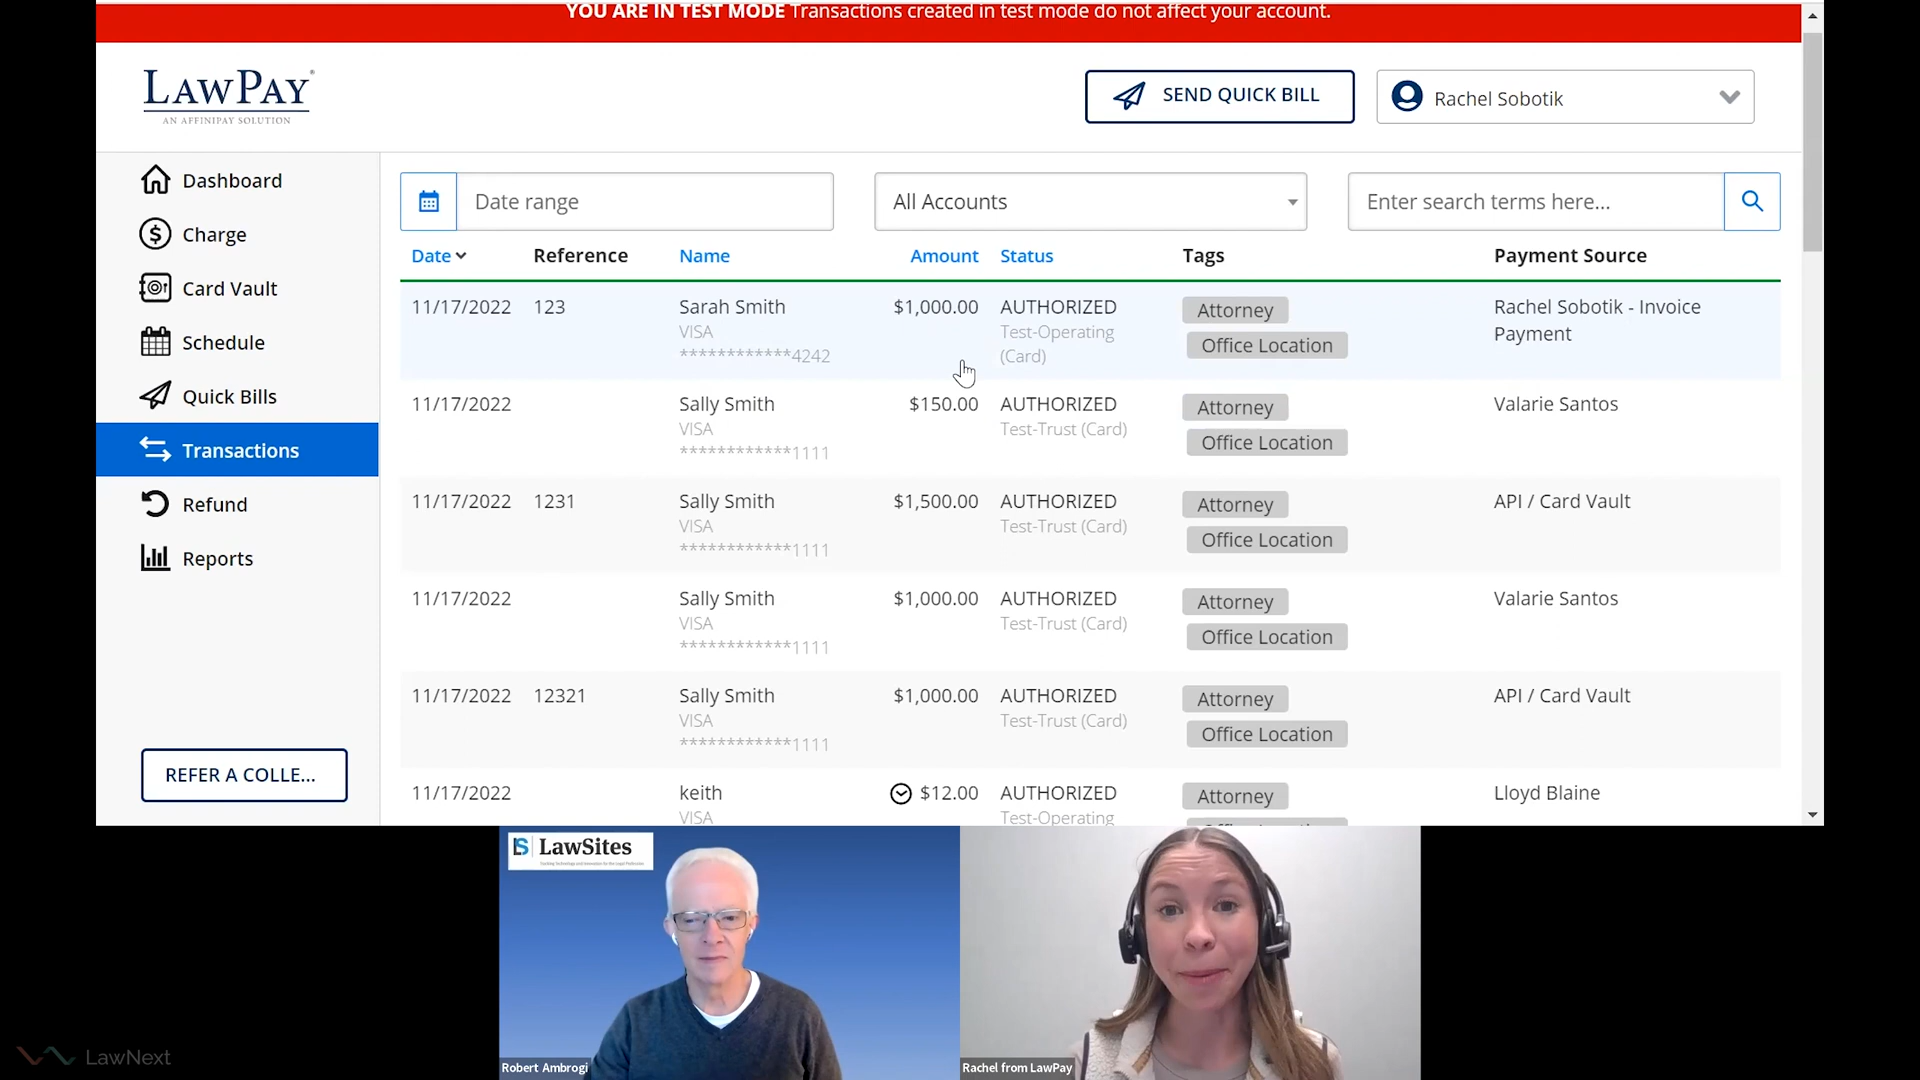 YOU ARE IN TEST MODE Transactions created in test mode do not affect your account.
LAWPAY®
AN AFFINIPAY SOLUTION
SEND QUICK BILL
Rachel Sobotik
Dashboard
Charge
Card Vault
Schedule
Quick Bills
Transactions
Refund
Reports
REFER A COLLE...
Date range
All Accounts
Enter search terms here...
Date Reference Name Amount Status Tags Payment Source
11/17/2022 123 Sarah Smith $1,000.00 AUTHORIZED Attorney Rachel Sobotik - Invoice
VISA Test-Operating Office Location Payment
************4242 (Card)
11/17/2022 Sally Smith $150.00 AUTHORIZED Attorney Valarie Santos
VISA Test-Trust (Card) Office Location
************1111
11/17/2022 1231 Sally Smith $1,500.00 AUTHORIZED Attorney API / Card Vault
VISA Test-Trust (Card) Office Location
************1111
11/17/2022 Sally Smith $1,000.00 AUTHORIZED Attorney Valarie Santos
VISA Test-Trust (Card) Office Location
************1111
11/17/2022 12321 Sally Smith $1,000.00 AUTHORIZED Attorney API / Card Vault
VISA Test-Trust (Card) Office Location
************1111
11/17/2022 keith $12.00 AUTHORIZED Attorney Lloyd Blaine
VISA Test-Operating
LS LawSites
Robert Ambrogi
Rachel from LawPay
LawNext